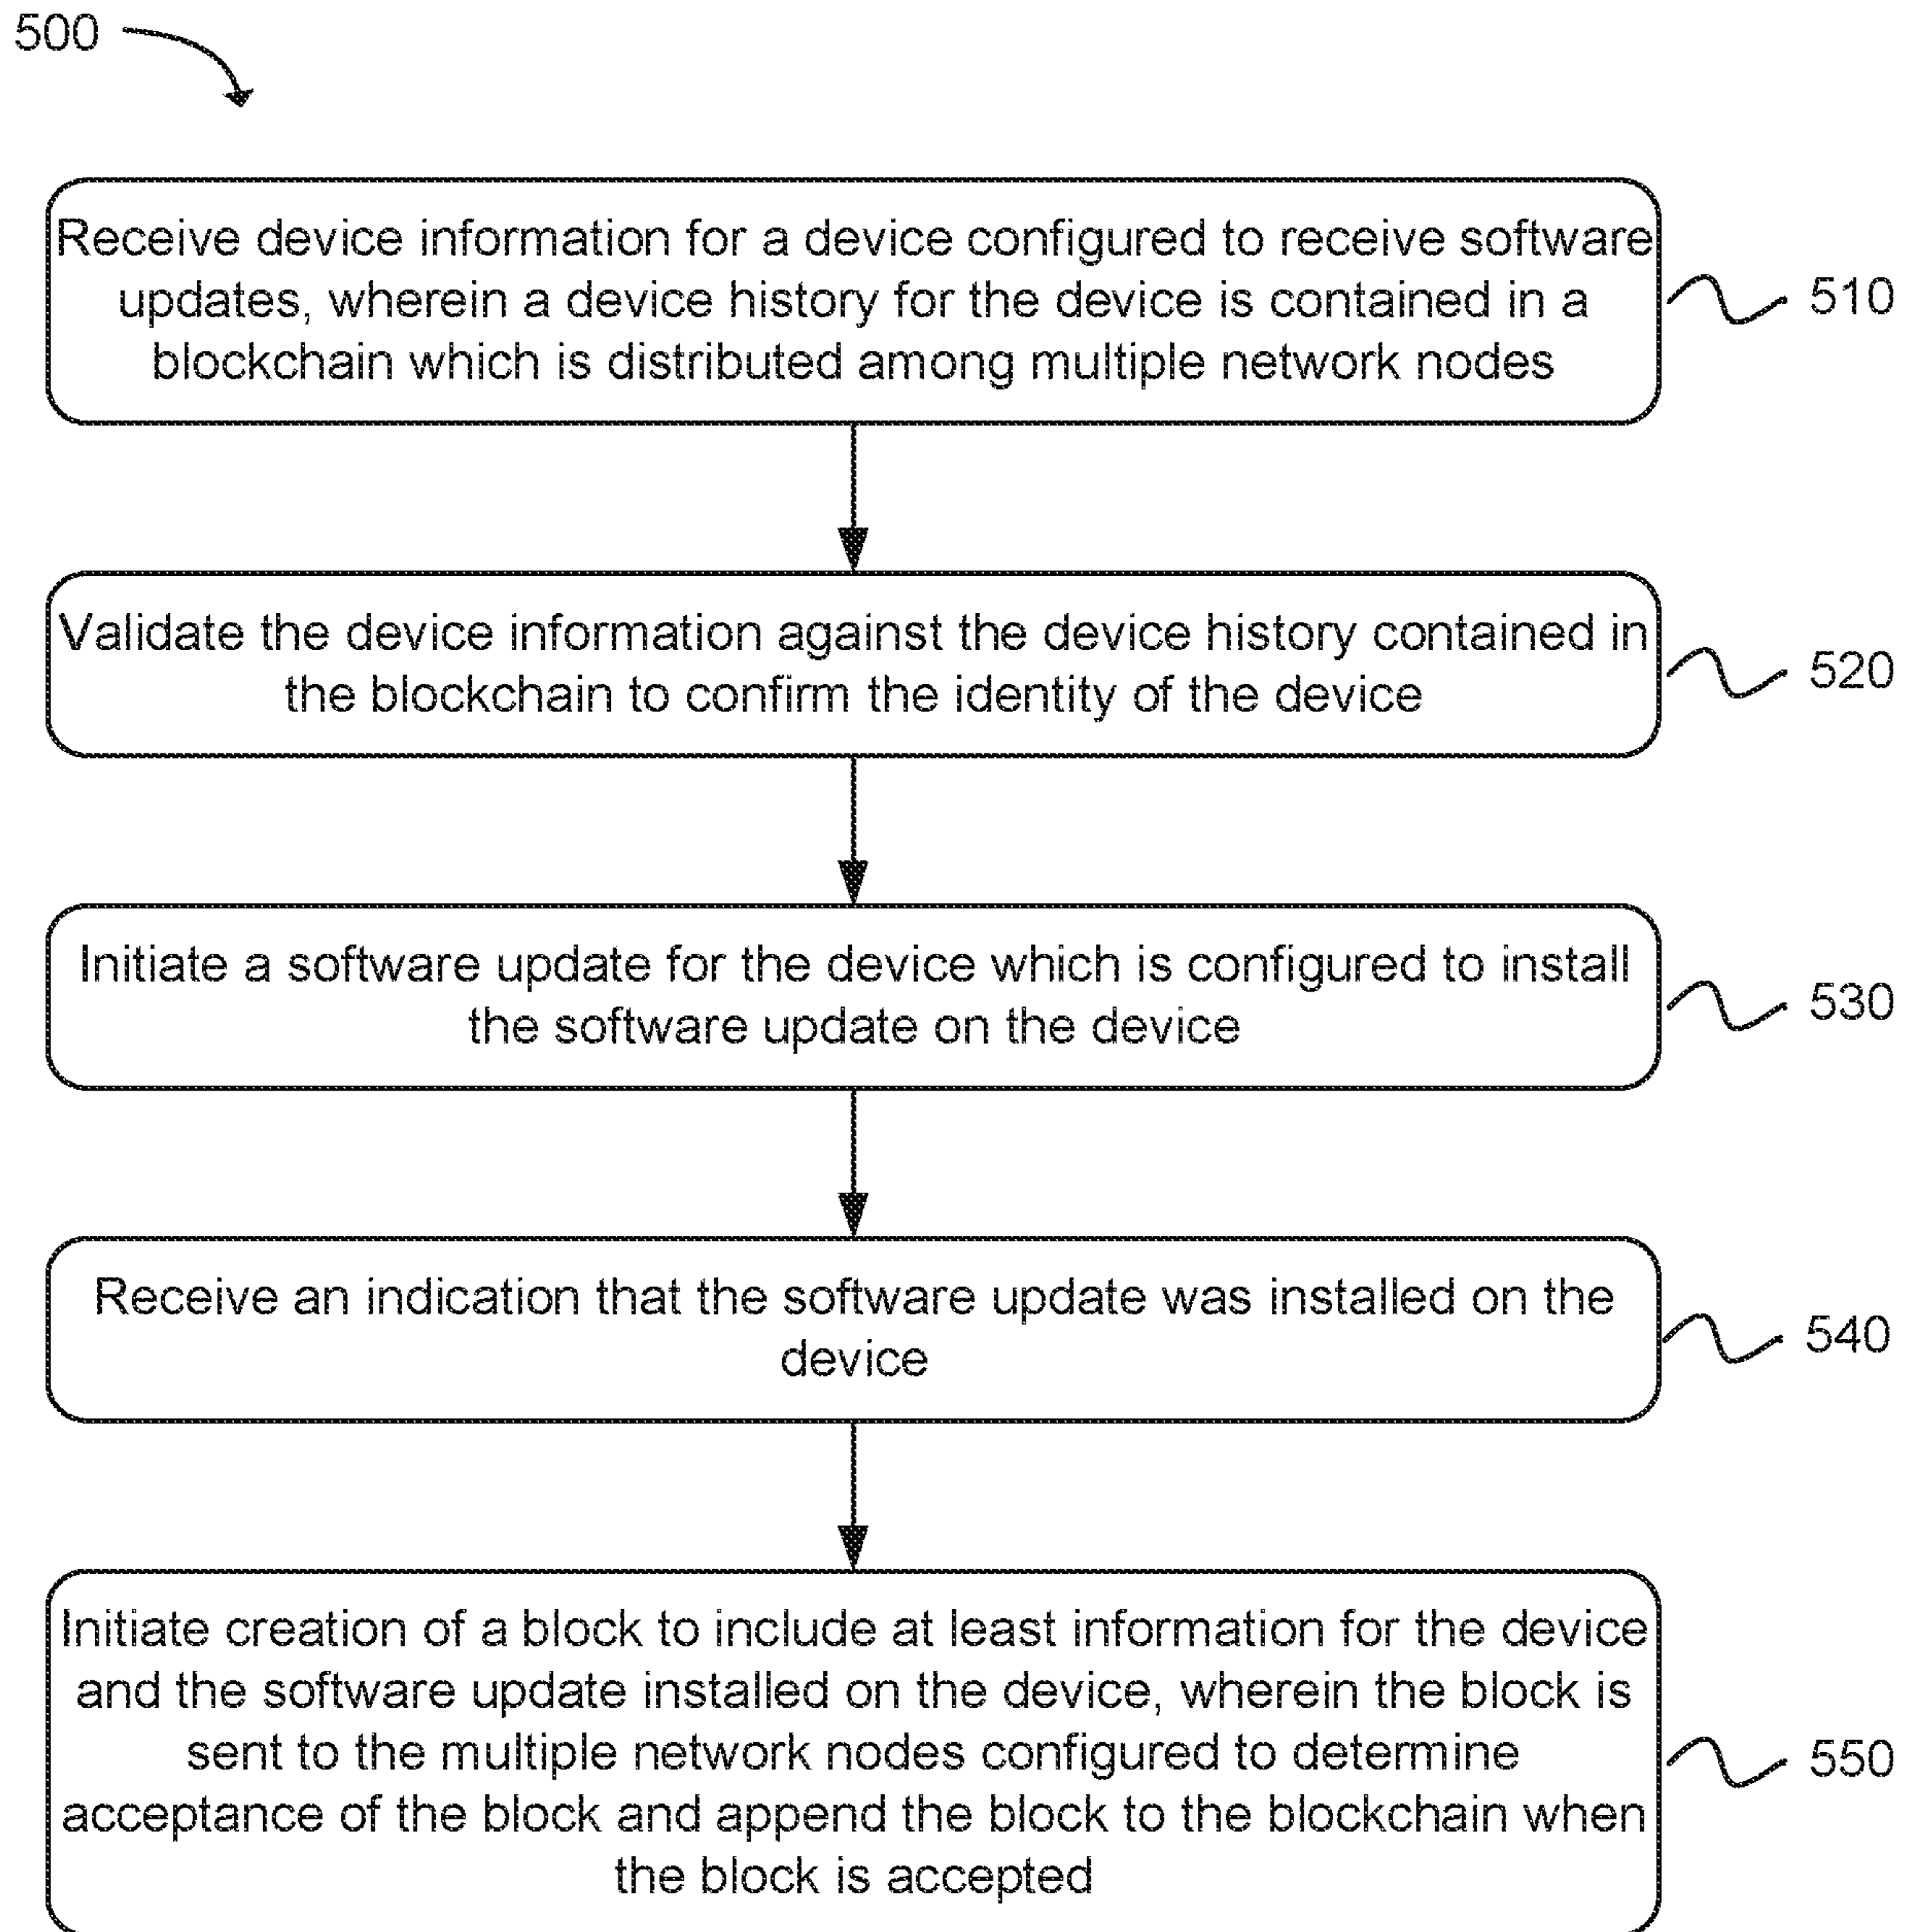 500
Receive device information for a device configured to receive software
updates, wherein a device history for the device is contained in a
blockchain which is distributed among multiple network nodes
510
Validate the device information against the device history contained in
the blockchain to confirm the identity of the device
520
Initiate a software update for the device which is configured to install
the software update on the device
530
Receive an indication that the software update was installed on the
device
540
Initiate creation of a block to include at least information for the device
and the software update installed on the device, wherein the block is
sent to the multiple network nodes configured to determine
acceptance of the block and append the block to the blockchain when
the block is accepted
550